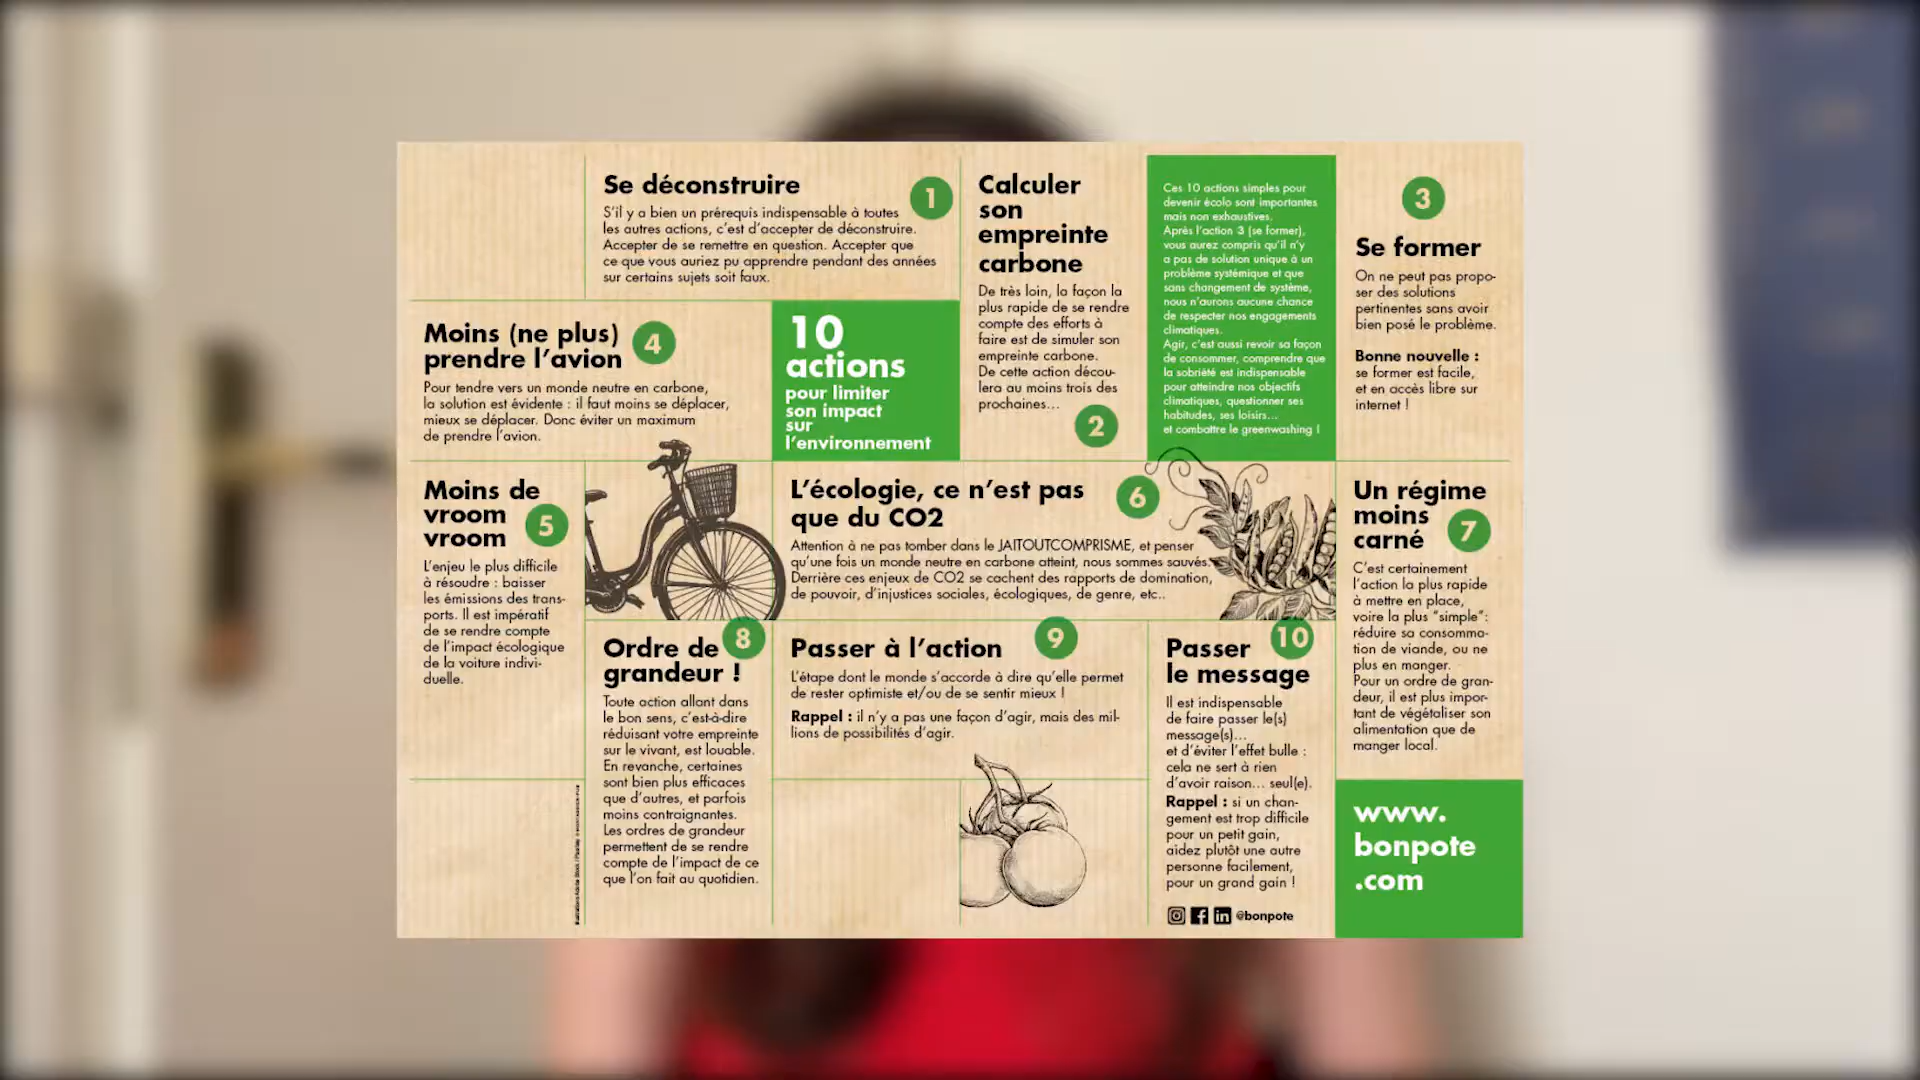 Se déconstruire
1
S'il y a bien un prérequis indispensable à toutes
les autres actions, c'est d'accepter de déconstruire.
Accepter de se remettre en question. Accepter que
ce que vous auriez pu apprendre pendant des années
sur certains sujets soit faux.
Calculer
son
empreinte
carbone
De très loin, la façon la
plus rapide de se rendre
compte des efforts à
faire est de simuler son
empreinte carbone.
De cette action décou-
lera au moins trois des
prochaines...
2
Ces 10 actions simples pour
devenir écolo sont importantes
mais non exhaustives.
Après l'action 3 (se former),
vous aurez compris qu'il n'y
a pas de solution unique à un
problème systémique et que
sans changement de système,
nous n'aurons aucune chance
de respecter nos engagements
climatiques.
Agir, c'est aussi revoir sa façon
de consommer, comprendre que
la sobriété est indispensable
pour atteindre nos objectifs
climatiques, questionner ses
habitudes, ses loisirs...
et combattre le greenwashing !
3
Se former
On ne peut pas propo-
ser des solutions
pertinentes sans avoir
bien posé le problème.
Bonne nouvelle :
se former est facile,
et en accès libre sur
internet !
Moins (ne plus)
prendre l'avion
4
Pour tendre vers un monde neutre en carbone,
la solution est évidente : il faut moins se déplacer,
mieux se déplacer. Donc éviter un maximum
de prendre l'avion.
10
actions
pour limiter
son impact
sur
l'environnement
Moins de
vroom
vroom
5
L'enjeu le plus difficile
à résoudre : baisser
les émissions des trans-
ports. Il est impératif
de se rendre compte
de l'impact écologique
de la voiture indivi-
duelle.
L'écologie, ce n'est pas
que du CO2
6
Attention à ne pas tomber dans le JAITOUTCOMPRISME, et penser
qu'une fois un monde neutre en carbone atteint, nous sommes sauvés.
Derrière ces enjeux de CO2 se cachent des rapports de domination,
de pouvoir, d'injustices sociales, écologiques, de genre, etc..
Un régime
moins
carné
7
C'est certainement
l'action la plus rapide
à mettre en place,
voire la plus "simple":
réduire sa consomma-
tion de viande, ou ne
plus en manger.
Pour un ordre de gran-
deur, il est plus impor-
tant de végétaliser son
alimentation que de
manger local.
Ordre de
grandeur !
8
Toute action allant dans
le bon sens, c'est-à-dire
réduisant votre empreinte
sur le vivant, est louable.
En revanche, certaines
sont bien plus efficaces
que d'autres, et parfois
moins contraignantes.
Les ordres de grandeur
permettent de se rendre
compte de l'impact de ce
que l'on fait au quotidien.
Passer à l'action
9
L'étape dont le monde s'accorde à dire qu'elle permet
de rester optimiste et/ou de se sentir mieux !
Rappel : il n'y a pas une façon d'agir, mais des mil-
lions de possibilités d'agir.
Passer
le message
10
Il est indispensable
de faire passer le(s)
message(s)...
et d'éviter l'effet bulle :
cela ne sert à rien
d'avoir raison... seul(e).
Rappel : si un chan-
gement est trop difficile
pour un petit gain,
aidez plutôt une autre
personne facilement,
pour un grand gain !
@bonpote
www.
bonpote
.com